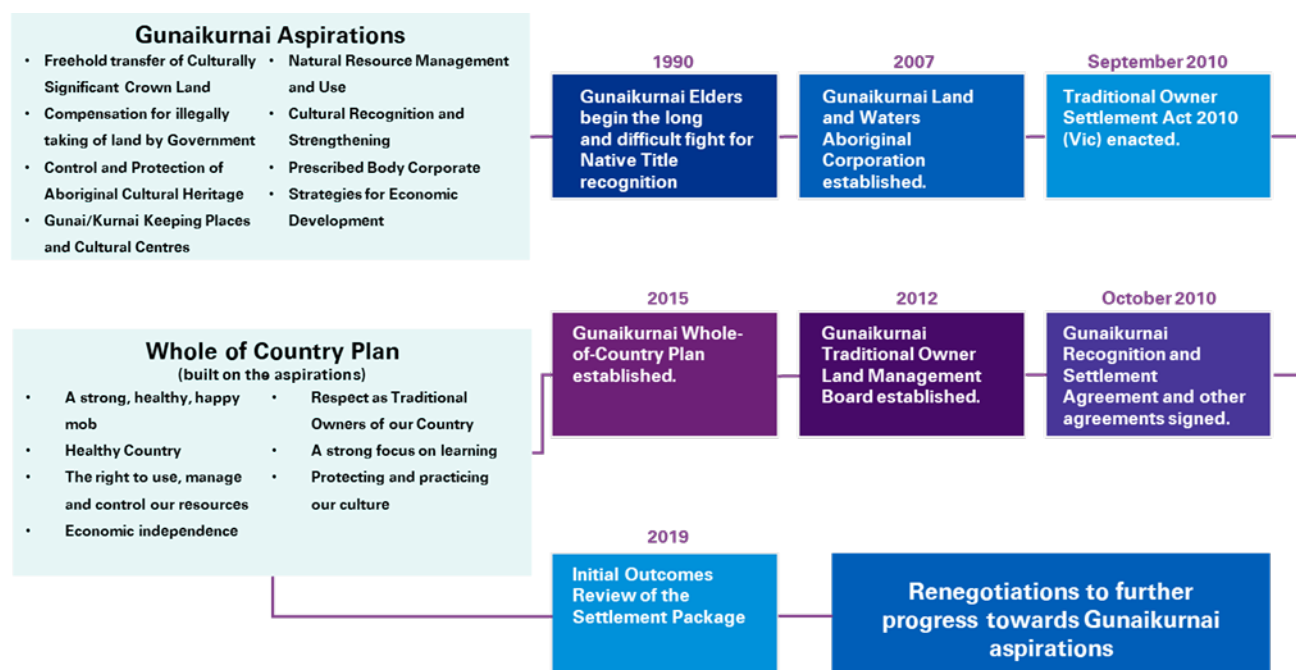 Gunaikurnai Aspirations
• Freehold transfer of Culturally
Significant Crown Land
• Compensation for illegally
taking of land by Government
• Control and Protection of
Aboriginal Cultural Heritage
• Gunai/Kurnai Keeping Places
and Cultural Centres
• Natural Resource Management
and Use
• Cultural Recognition and
Strengthening
• Prescribed Body Corporate
• Strategies for Economic
Development
1990
Gunaikurnai Elders
begin the long
and difficult fight for
Native Title
recognition
2007
Gunaikurnai Land
and Waters
Aboriginal
Corporation
established.
September 2010
Traditional Owner
Settlement Act 2010
(Vic) enacted.
October 2010
Gunaikurnai
Recognition and
Settlement
Agreement and other
agreements signed.
2012
Gunaikurnai
Traditional Owner
Land Management
Board established.
2015
Gunaikurnai Whole-
of-Country Plan
established.
Whole of Country Plan
(built on the aspirations)
• A strong, healthy, happy
mob
• Healthy Country
• The right to use, manage
and control our resources
• Economic independence
• Respect as Traditional
Owners of our Country
• A strong focus on learning
• Protecting and practicing
our culture
2019
Initial Outcomes
Review of the
Settlement Package
Renegotiations to further
progress towards Gunaikurnai
aspirations